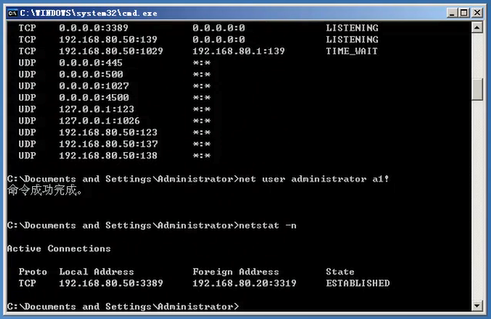 C:\WINDOWS\system32\cmd.exe
TCP 0.0.0.0:3389 0.0.0.0:0 LISTENING
TCP 192.168.80.50:139 0.0.0.0:0 LISTENING
TCP 192.168.80.50:1029 192.168.80.1:139 TIME_WAIT
UDP 0.0.0.0:445 *:*
UDP 0.0.0.0:500 *:*
UDP 0.0.0.0:1027 *:*
UDP 0.0.0.0:4500 *:*
UDP 127.0.0.1:123 *:*
UDP 127.0.0.1:1026 *:*
UDP 192.168.80.50:123 *:*
UDP 192.168.80.50:137 *:*
UDP 192.168.80.50:138 *:*
C:\Documents and Settings\Administrator>net user administrator a1!
命令成功完成。
C:\Documents and Settings\Administrator>netstat -n
Active Connections
Proto Local Address Foreign Address State
TCP 192.168.80.50:3389 192.168.80.20:3319 ESTABLISHED
C:\Documents and Settings\Administrator>